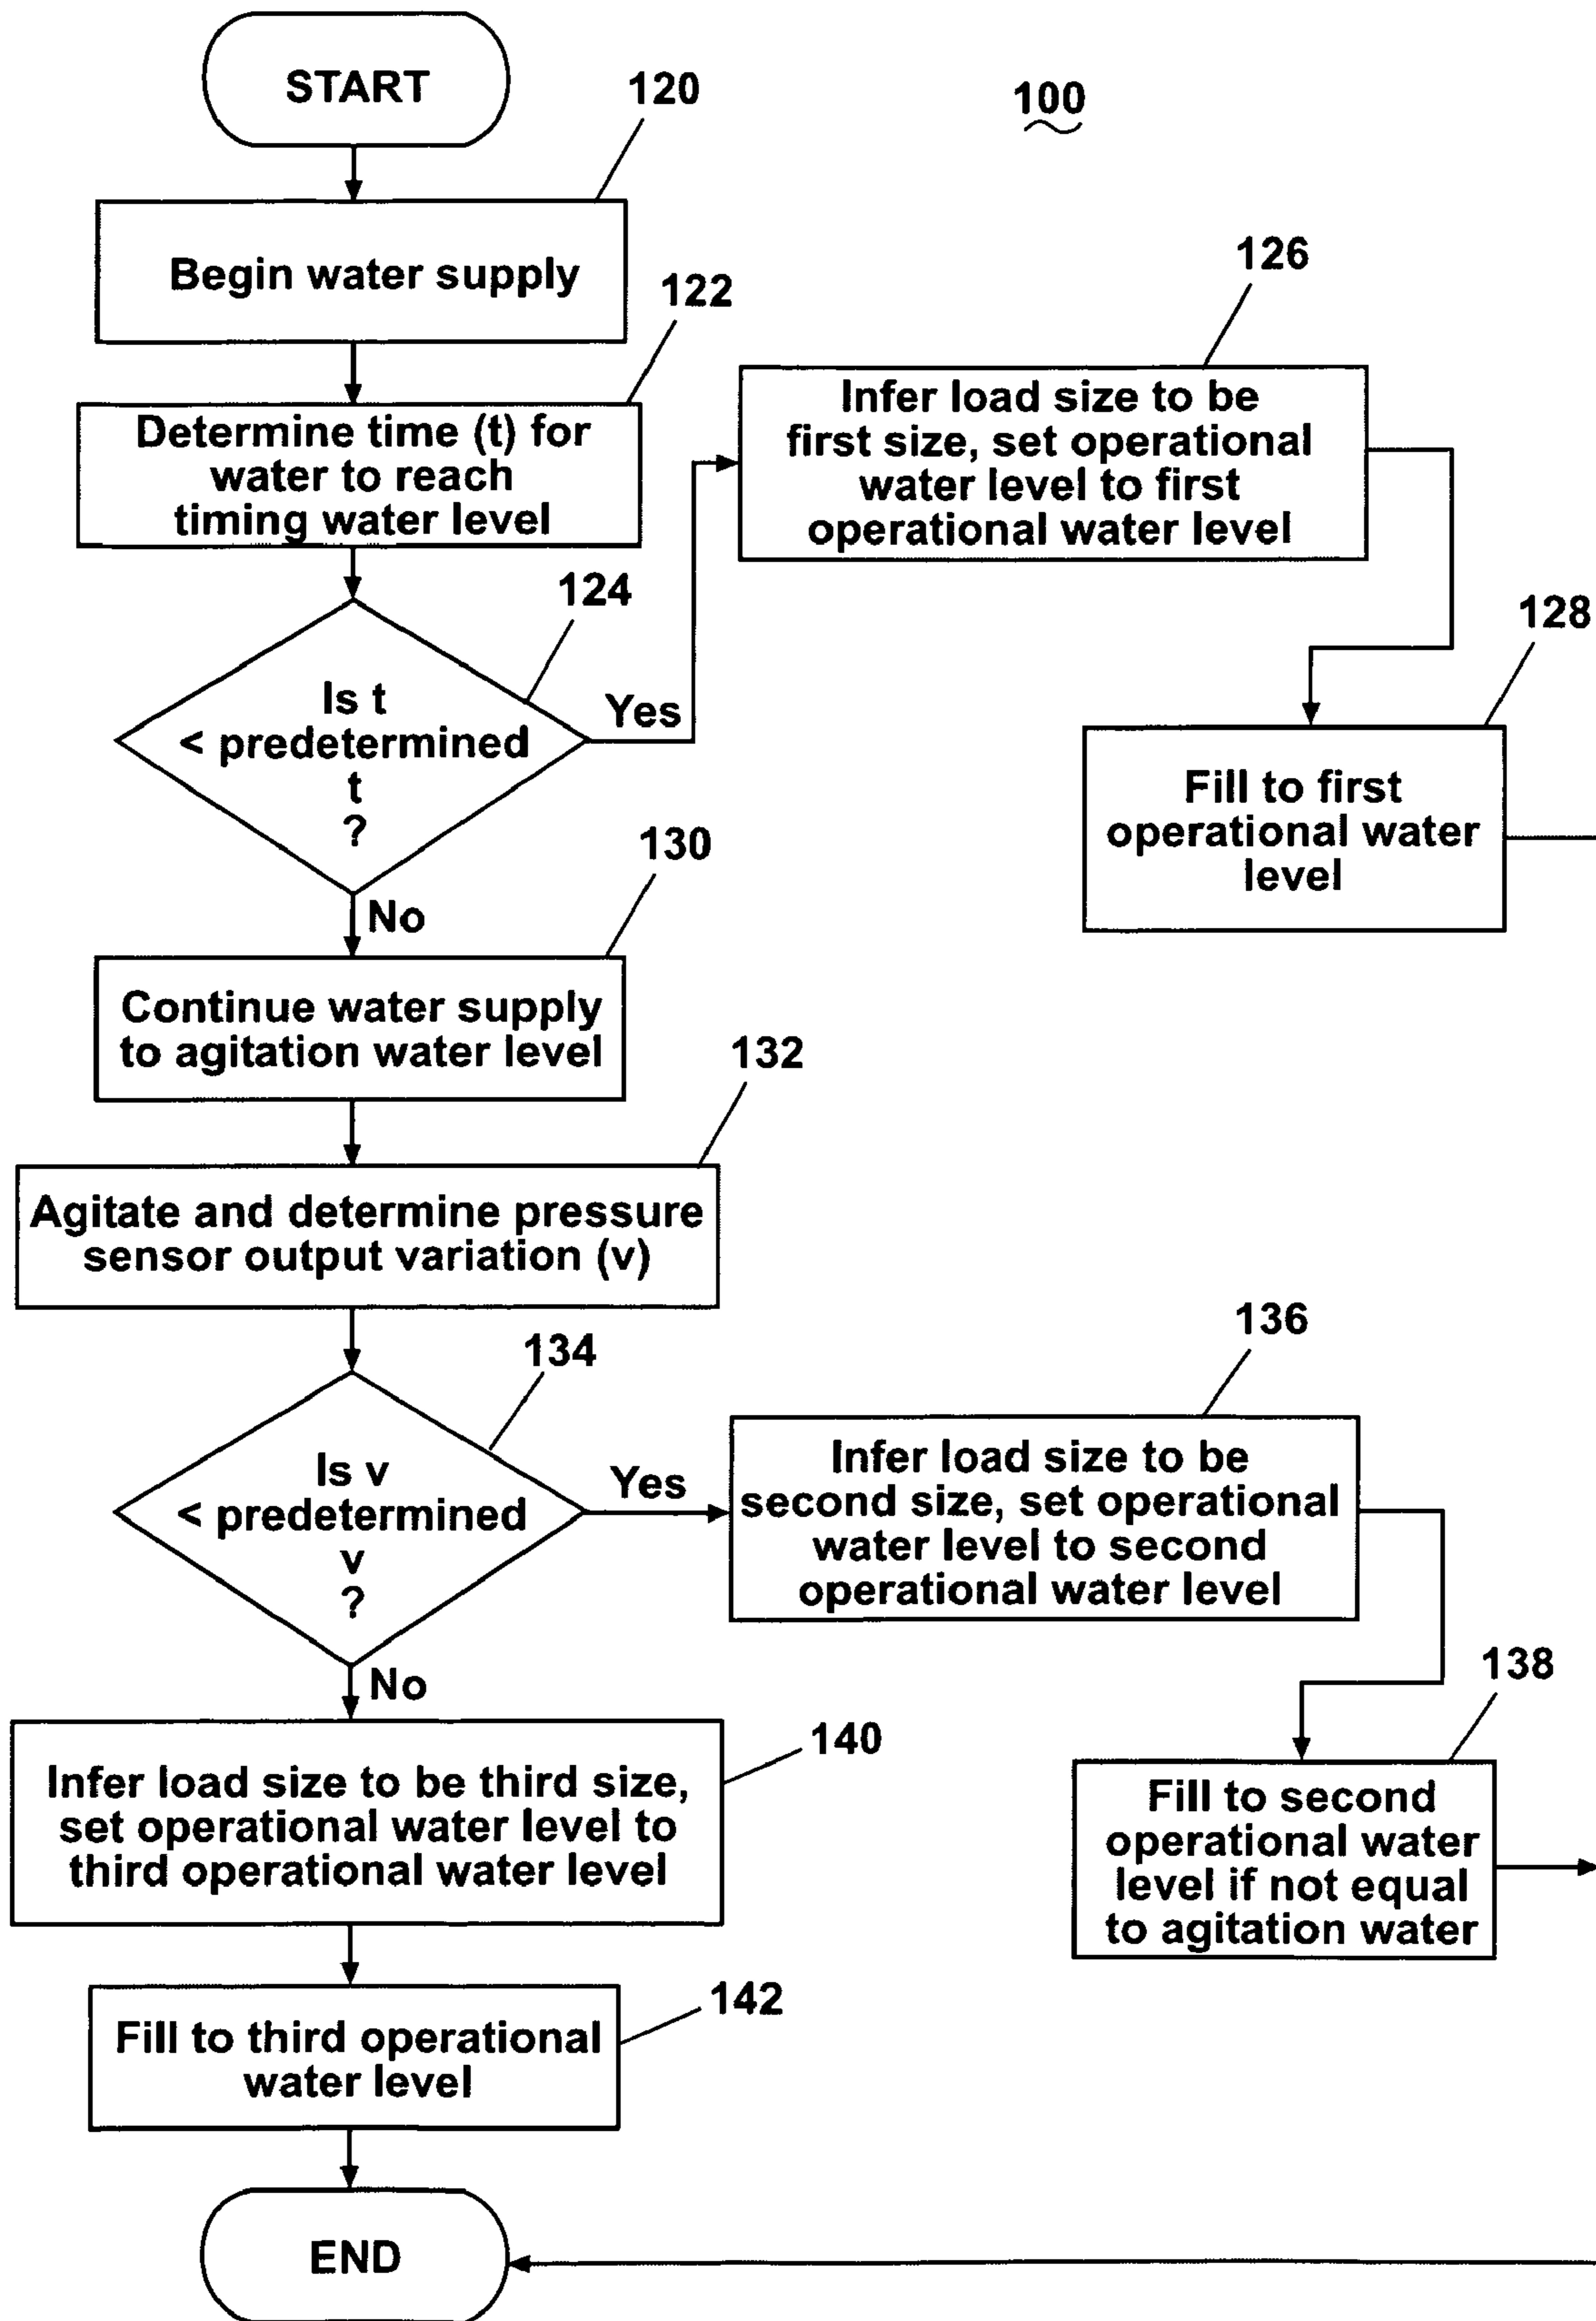 START
120
100
Begin water supply
122
Determine time (t) for
water to reach
timing water level
126
Infer load size to be
first size, set operational
water level to first
operational water level
124
Is t
< predetermined
t
?
Yes
128
Fill to first
operational water
level
No
130
Continue water supply
to agitation water level
132
Agitate and determine pressure
sensor output variation (v)
134
Is v
< predetermined
v
?
Yes
136
Infer load size to be
second size, set operational
water level to second
operational water level
138
Fill to second
operational water
level if not equal
to agitation water
No
140
Infer load size to be third size,
set operational water level to
third operational water level
142
Fill to third operational
water level
END